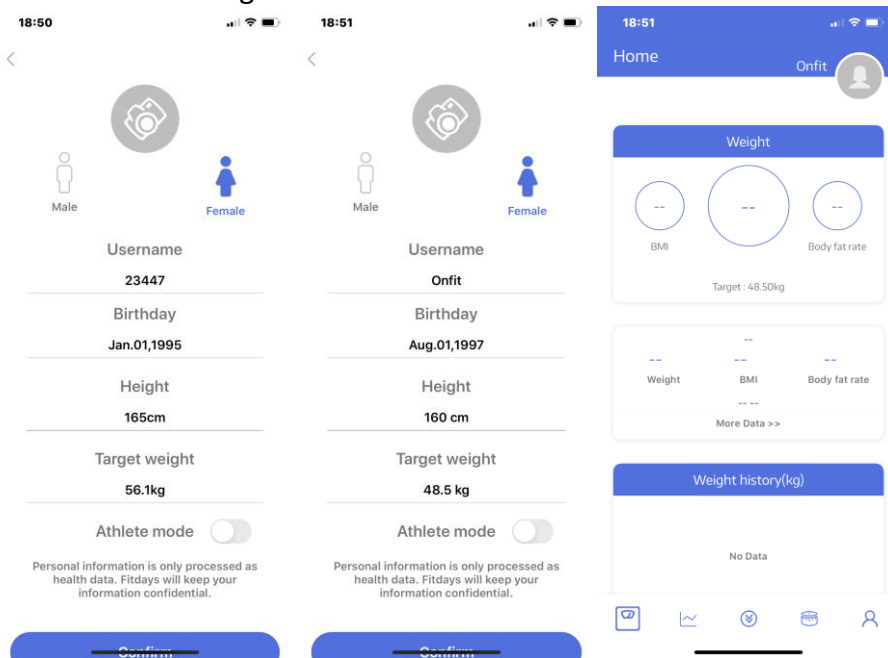 18:50
Male
Female
Username
23447
Birthday
Jan.01,1995
Height
165cm
Target weight
56.1kg
Athlete mode
Personal information is only processed as
health data. Fitdays will keep your
information confidential.
Confirm
18:51
Male
Female
Username
Onfit
Birthday
Aug.01,1997
Height
160 cm
Target weight
48.5 kg
Athlete mode
Personal information is only processed as
health data. Fitdays will keep your
information confidential.
Confirm
18:51
Home
Onfit
Weight
-- -- --
BMI Body fat rate
Target : 48.50kg
--
-- -- --
Weight BMI Body fat rate
-- --
More Data >>
Weight history(kg)
No Data